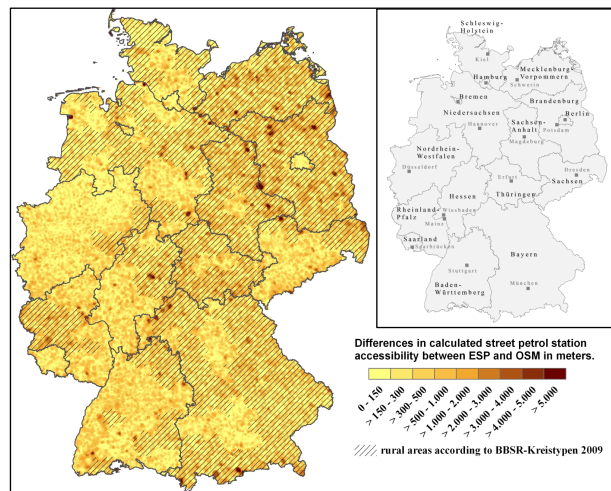 Schleswig-
Holstein
Kiel
Mecklenburg-
Vorpommern
Hamburg
Schwerin
Bremen
Brandenburg
Niedersachsen
Berlin
Hannover
Sachsen-
Anhalt
Potsdam
Magdeburg
Nordrhein-
Westfalen
Düsseldorf
Dresden
Erfurt
Sachsen
Hessen
Thüringen
Rheinland-
Pfalz
Wiesbaden
Mainz
Saarland
Saarbrücken
Bayern
Stuttgart
Baden-
Württemberg
München
Differences in calculated street petrol station
accessibility between ESP and OSM in meters.
0 - 150
> 150 - 300
> 300- 500
> 500 - 1.000
> 1.000 - 2.000
> 2.000 - 3.000
> 3.000 - 4.000
> 4.000 - 5.000
> 5.000
rural areas according to BBSR-Kreistypen 2009